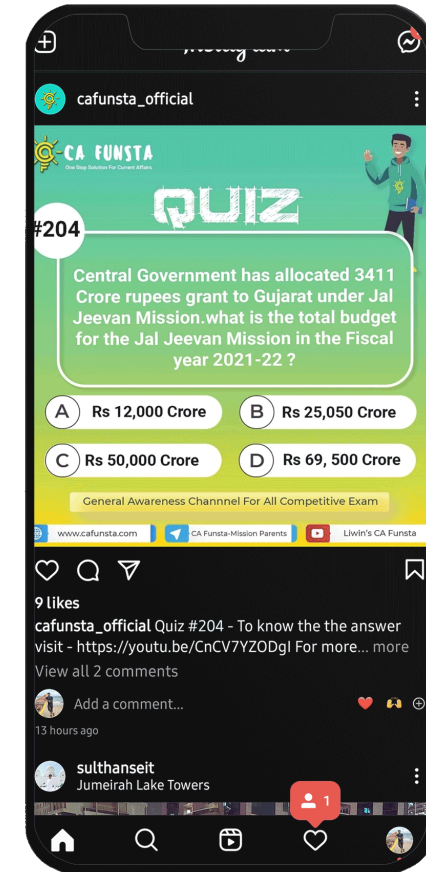 cafunsta_official
CA FUNSTA
One Stop Solution For Current Affairs
QUIZ
#204
Central Government has allocated 3411
Crore rupees grant to Gujarat under Jal
Jeevan Mission.what is the total budget
for the Jal Jeevan Mission in the Fiscal
year 2021-22 ?
A Rs 12,000 Crore
B Rs 25,050 Crore
C Rs 50,000 Crore
D Rs 69, 500 Crore
General Awareness Channnel For All Competitive Exam
www.cafunsta.com
CA Funsta-Mission Parents
Liwin's CA Funsta
9 likes
cafunsta_official Quiz #204 - To know the the answer
visit - https://youtu.be/CnCV7YZODgI For more... more
View all 2 comments
Add a comment...
13 hours ago
sulthanseit
Jumeirah Lake Towers
1